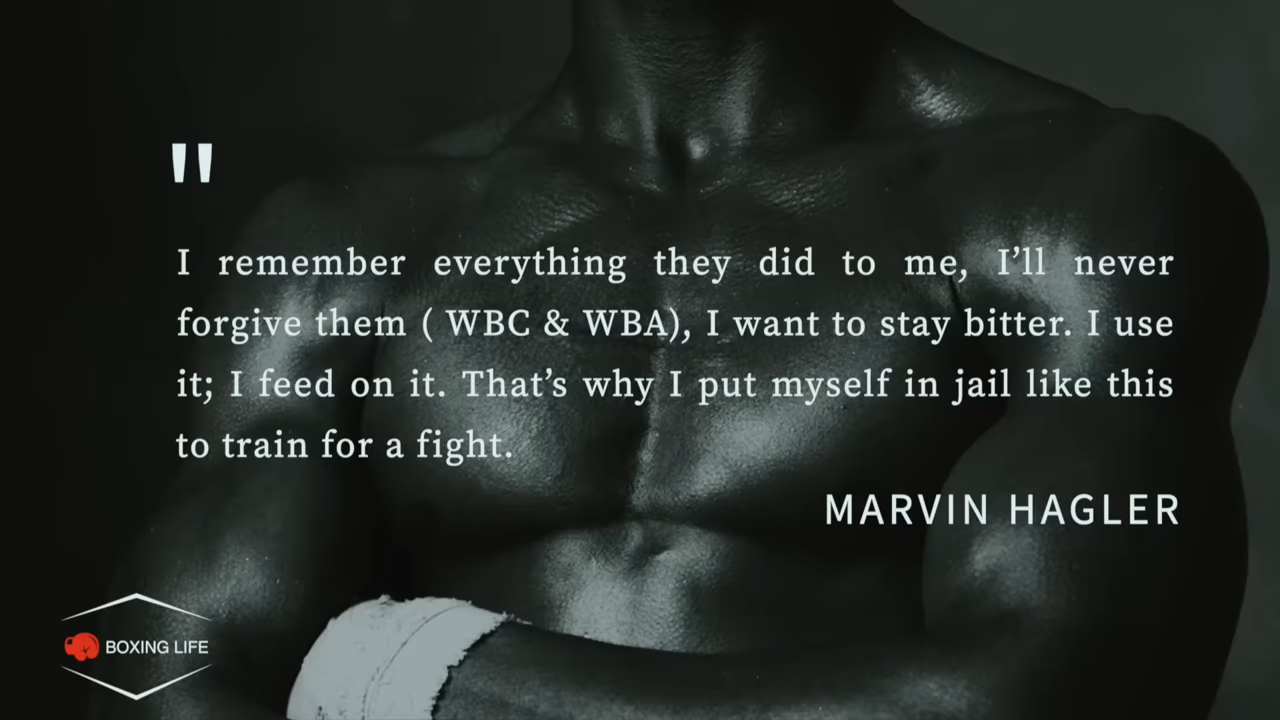 "
I remember everything they did to me, I’ll never
forgive them ( WBC & WBA), I want to stay bitter. I use
it; I feed on it. That’s why I put myself in jail like this
to train for a fight.
MARVIN HAGLER
BOXING LIFE